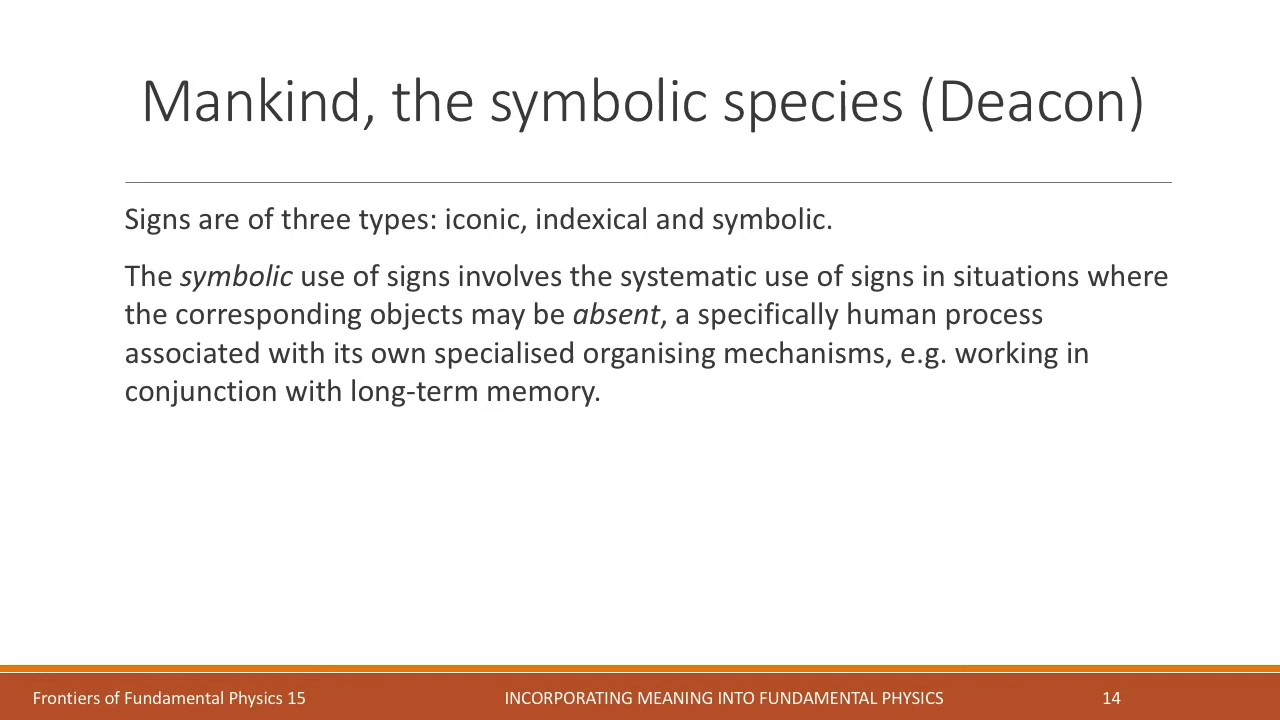 Mankind, the symbolic species (Deacon)
Signs are of three types: iconic, indexical and symbolic.
The symbolic use of signs involves the systematic use of signs in situations where
the corresponding objects may be absent, a specifically human process
associated with its own specialised organising mechanisms, e.g. working in
conjunction with long-term memory.
Frontiers of Fundamental Physics 15
INCORPORATING MEANING INTO FUNDAMENTAL PHYSICS
14